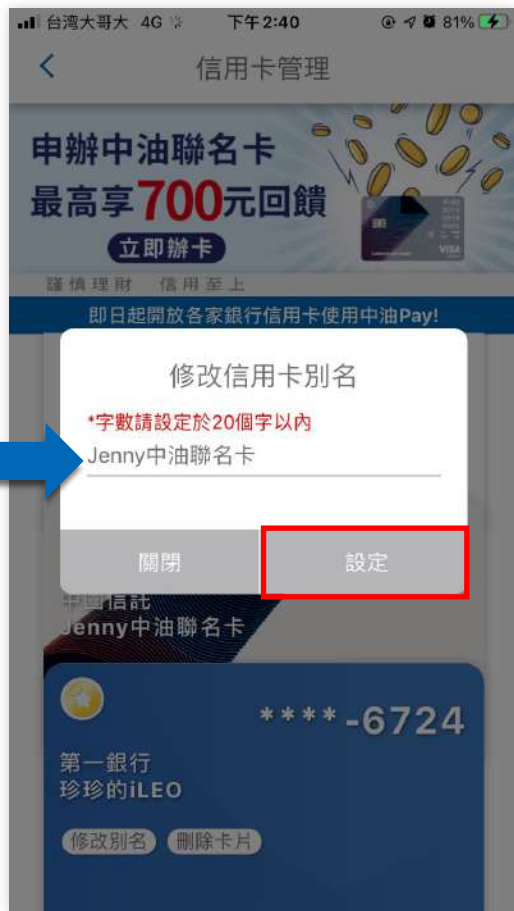 台灣大哥大 4G 下午2:40 81%
信用卡管理
申辦中油聯名卡
最高享700元回饋
立即辦卡
VISA
謹慎理財 信用至上
即日起開放各家銀行信用卡使用中油Pay!
修改信用卡別名
*字數請設定於20個字以內
Jenny中油聯名卡
關閉 設定
中國信託
Jenny中油聯名卡
****-6724
第一銀行
珍珍的iLEO
修改別名 刪除卡片